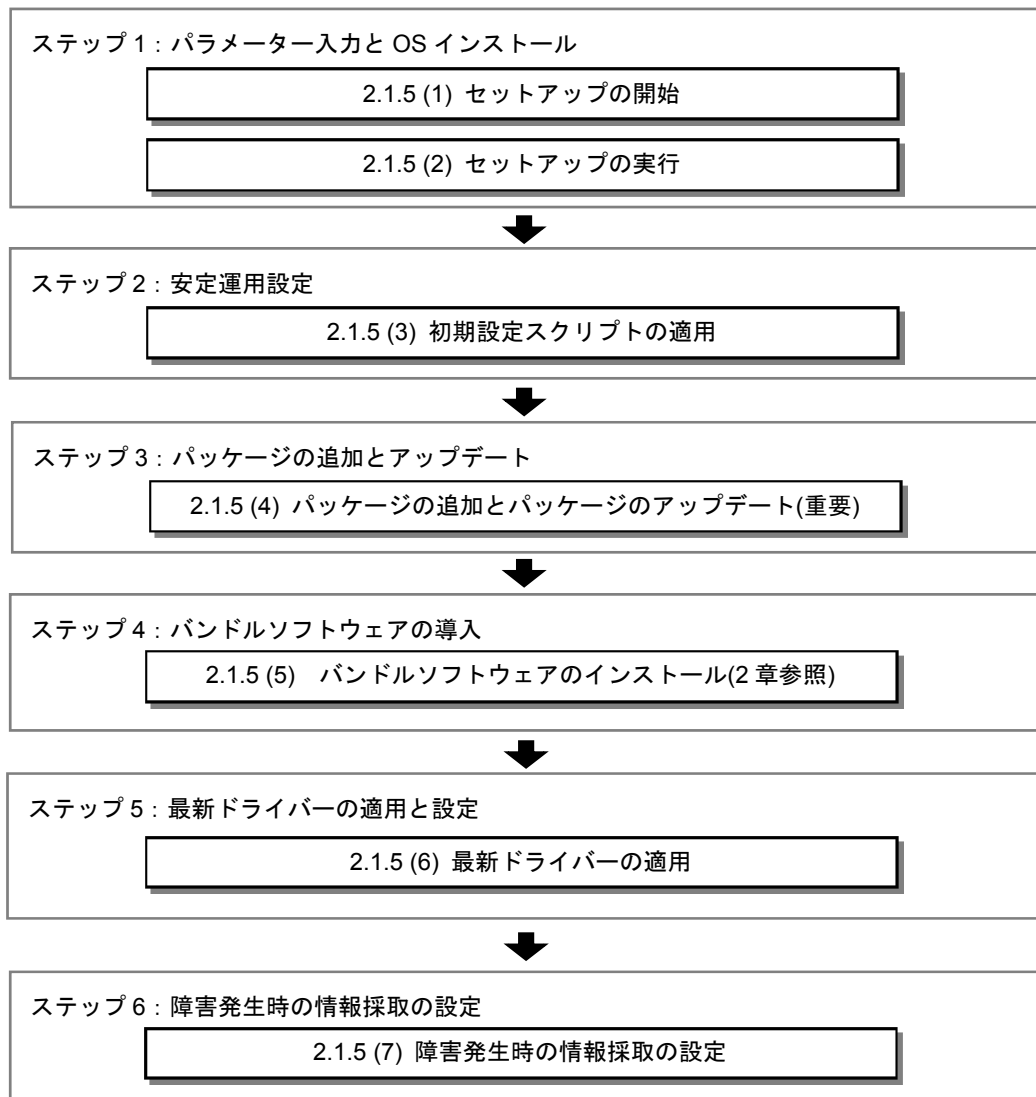 ステップ 1：パラメーター入力と OS インストール
2.1.5 (1) セットアップの開始
2.1.5 (2) セットアップの実行
ステップ 2：安定運用設定
2.1.5 (3) 初期設定スクリプトの適用
ステップ 3：パッケージの追加とアップデート
2.1.5 (4) パッケージの追加とパッケージのアップデート(重要)
ステップ 4：バンドルソフトウェアの導入
2.1.5 (5)　バンドルソフトウェアのインストール(2 章参照)
ステップ 5：最新ドライバーの適用と設定
2.1.5 (6) 最新ドライバーの適用
ステップ 6：障害発生時の情報採取の設定
2.1.5 (7) 障害発生時の情報採取の設定